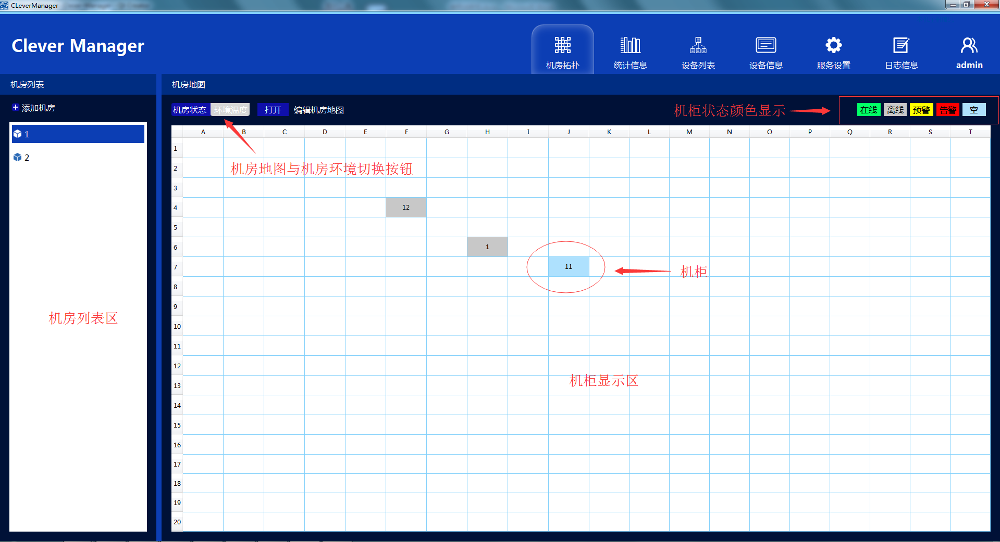 CLeverManager
Clever Manager
机房拓扑
统计信息
设备列表
设备信息
服务设置
日志信息
admin
机房列表
机房地图
添加机房
机房状态
环境温度
打开
编辑机房地图
机柜状态颜色显示
在线
离线
预警
告警
空
1
2
A B C D E F G H I J K L M N O P Q R S T
1
2
机房地图与机房环境切换按钮
3
4
12
5
6
1
7
11
机柜
8
9
机房列表区
10
11
12
机柜显示区
13
14
15
16
17
18
19
20